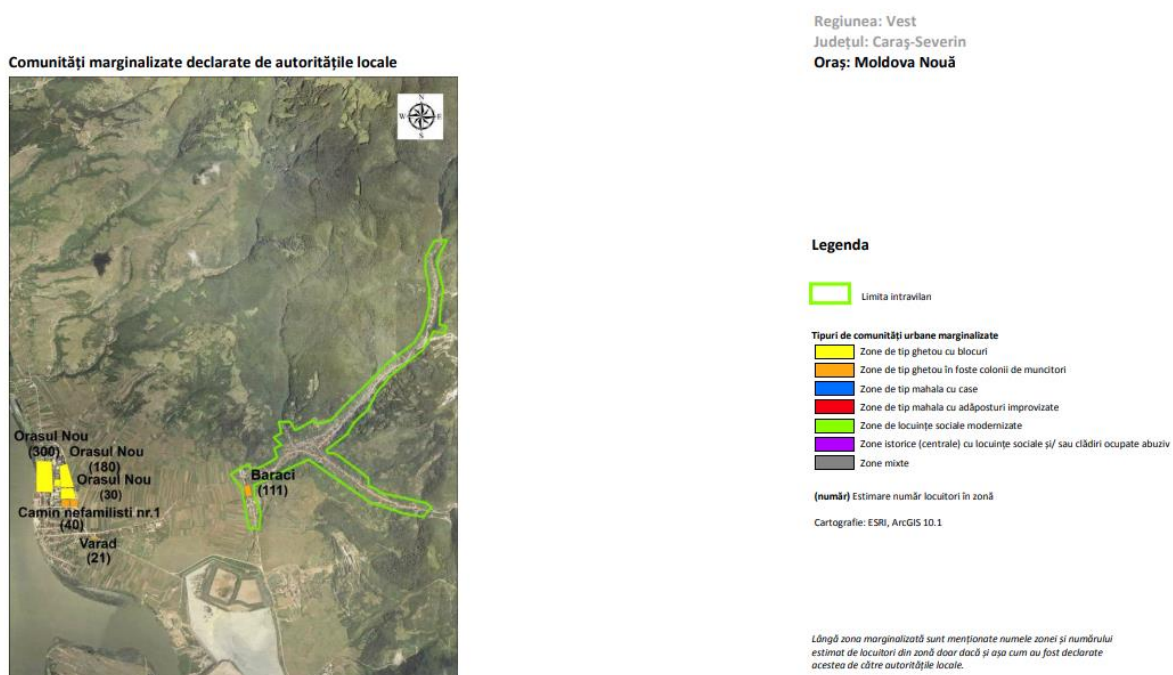 Regiunea: Vest
Județul: Caraş-Severin
Oraş: Moldova Nouă
Comunități marginalizate declarate de autoritățile locale
N
W E
S
Orasul Nou
(300)
Orasul Nou
(180)
Orasul Nou
(30)
Camin nefamilisti nr.1
(40)
Varad
(21)
Baraci
(111)
Legenda
Limita intravilan
Tipuri de comunități urbane marginalizate
Zone de tip ghetou cu blocuri
Zone de tip ghetou în foste colonii de muncitori
Zone de tip mahala cu case
Zone de tip mahala cu adăposturi improvizate
Zone de locuințe sociale modernizate
Zone istorice (centrale) cu locuințe sociale și/ sau clădiri ocupate abuziv
Zone mixte
(număr) Estimare număr locuitori în zonă
Cartografie: ESRI, ArcGIS 10.1
Lângă zona marginalizată sunt menționate numele zonei și numărului
estimat de locuitori din zonă doar dacă și așa cum au fost declarate
acestea de către autoritățile locale.